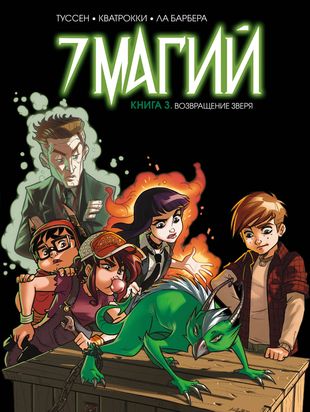 ТУССЕН • КВАТРОККИ • ЛА БАРБЕРА
7 МАГИЙ
КНИГА 3. ВОЗВРАЩЕНИЕ ЗВЕРЯ